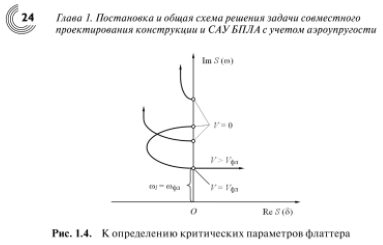 24
Глава 1. Постановка и общая схема решения задачи совместного
проектирования конструкции и САУ БПЛА с учетом аэроупругости
Im S (ω)
V = 0
V > Vфл
ω = ωфл
V = Vфл
O
Re S (δ̄)
Рис. 1.4. К определению критических параметров флаттера